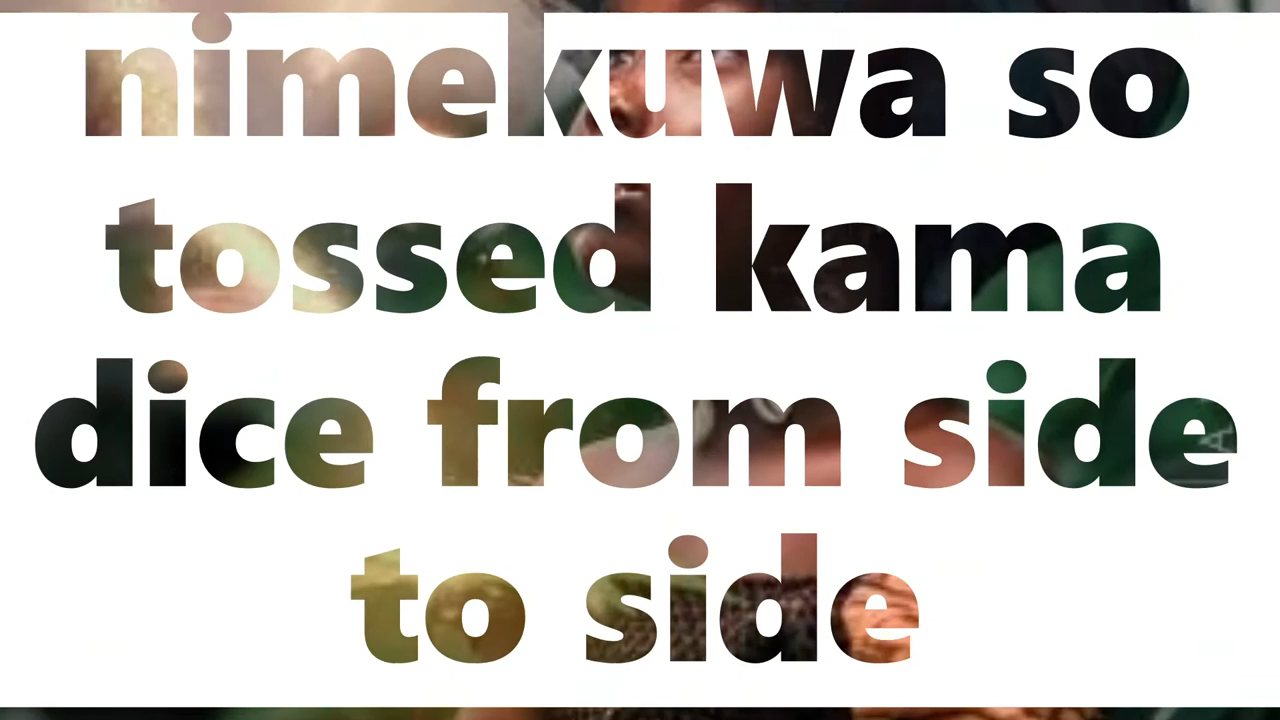 nimekuwa so
tossed kama
dice from side
to side